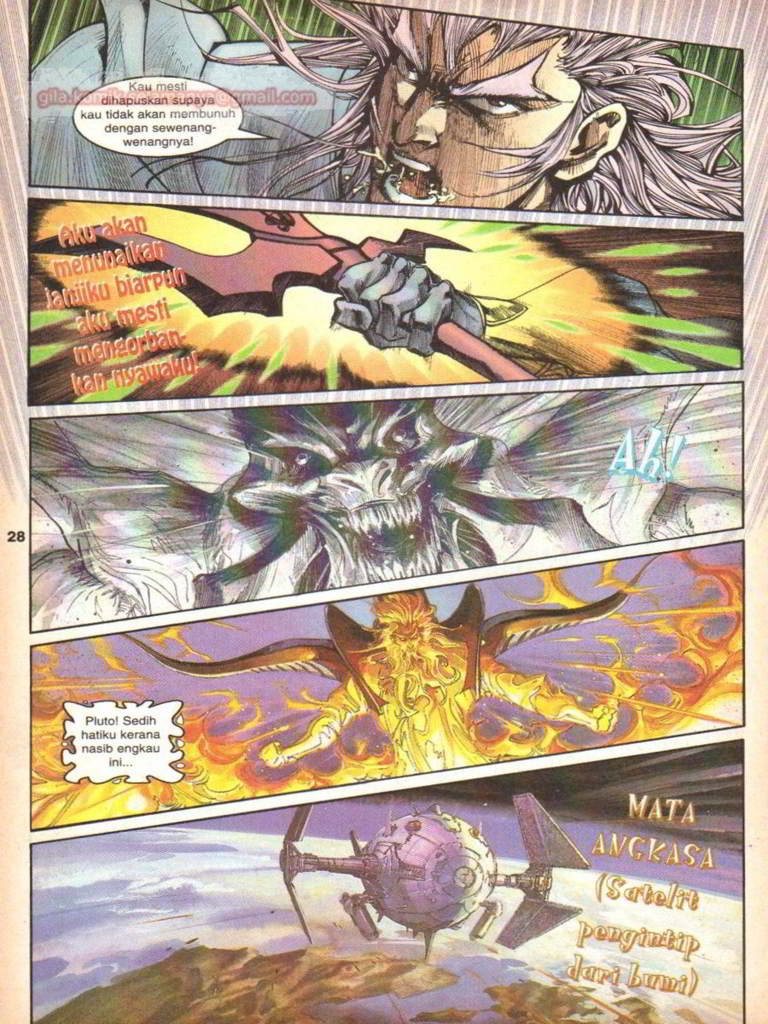 Kau mesti
dihapuskan supaya
kau tidak akan membunuh
dengan sewenang-
wenangnya!
Aku akan
menunaikan
janjiku biarpun
aku mesti
mengorban-
kan nyawaku!
Ah!
28
Pluto! Sedih
hatiku kerana
nasib engkau
ini...
MATA
ANGKASA
(Satelit
pengintip
dari bumi)